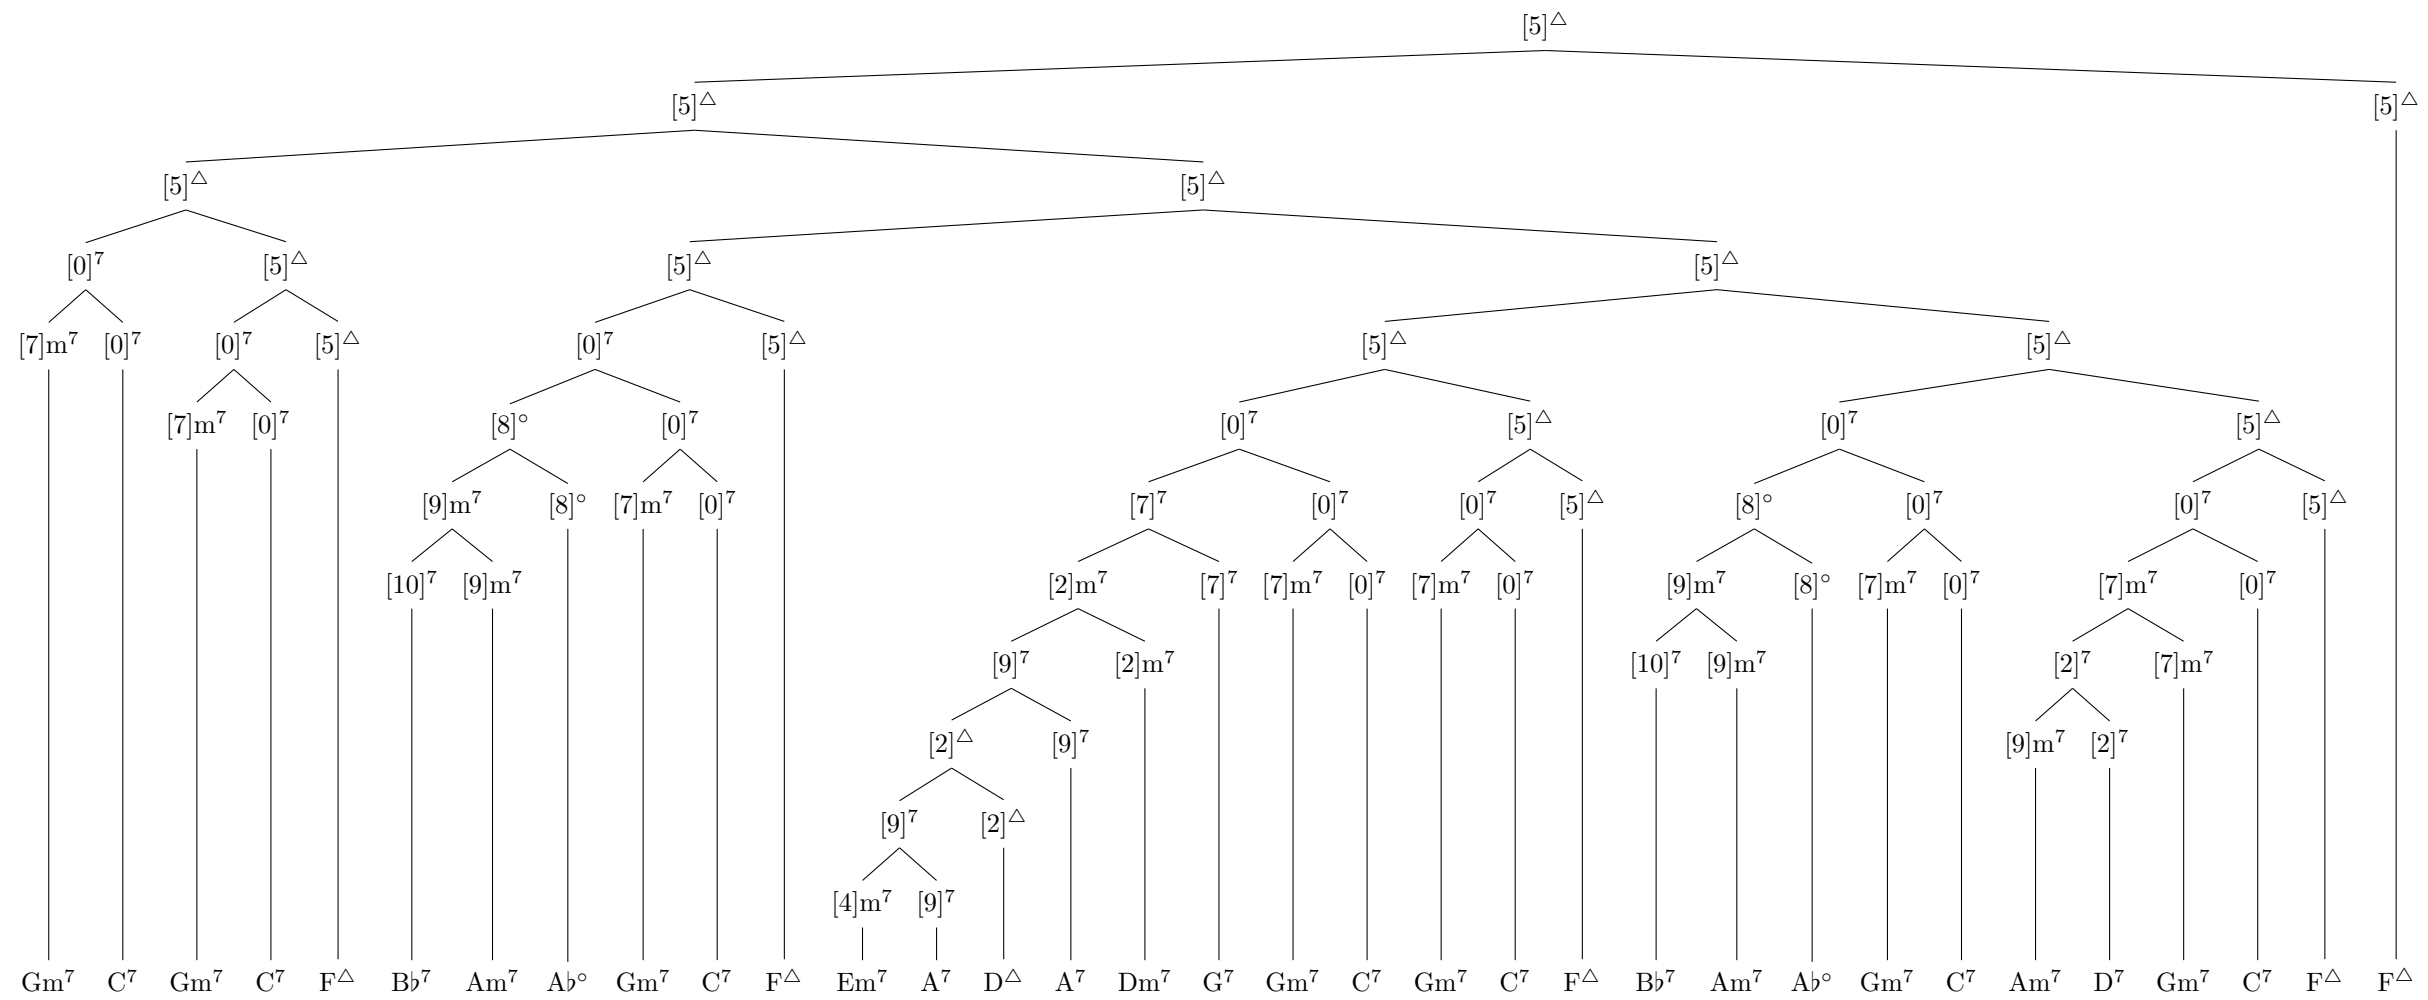 [5]△
[5]△ [5]△
[5]△ [5]△
[0]⁷ [5]△ [5]△ [5]△
[7]m⁷ [0]⁷ [0]⁷ [5]△ [0]⁷ [5]△ [5]△ [5]△
[7]m⁷ [0]⁷ [8]° [0]⁷ [0]⁷ [5]△ [0]⁷ [5]△
[9]m⁷ [8]° [7]m⁷ [0]⁷ [7]⁷ [0]⁷ [0]⁷ [5]△ [8]° [0]⁷ [0]⁷ [5]△
[10]⁷ [9]m⁷ [2]m⁷ [7]⁷ [7]m⁷ [0]⁷ [7]m⁷ [0]⁷ [9]m⁷ [8]° [7]m⁷ [0]⁷ [7]m⁷ [0]⁷
[9]⁷ [2]m⁷ [10]⁷ [9]m⁷ [2]⁷ [7]m⁷
[2]△ [9]⁷ [9]m⁷ [2]⁷
[9]⁷ [2]△
[4]m⁷ [9]⁷
Gm⁷ C⁷ Gm⁷ C⁷ F△ B♭⁷ Am⁷ A♭° Gm⁷ C⁷ F△ Em⁷ A⁷ D△ A⁷ Dm⁷ G⁷ Gm⁷ C⁷ Gm⁷ C⁷ F△ B♭⁷ Am⁷ A♭° Gm⁷ C⁷ Am⁷ D⁷ Gm⁷ C⁷ F△ F△